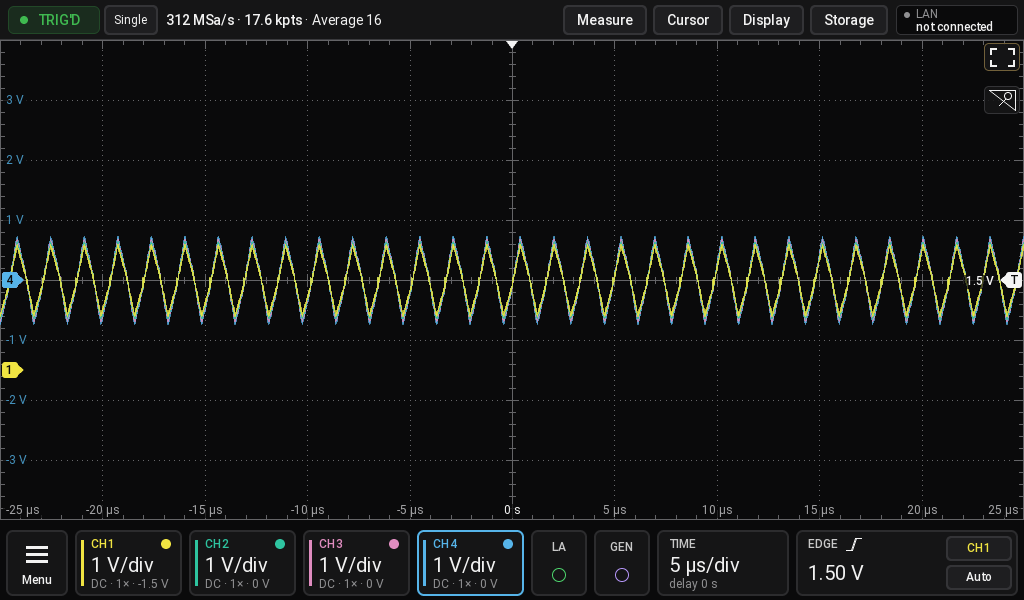 TRIG'D
Single
312 MSa/s · 17.6 kpts · Average 16
Measure
Cursor
Display
Storage
LAN
not connected
3 V
2 V
1 V
4
1.5 V
T
-1 V
1
-2 V
-3 V
-25 µs
-20 µs
-15 µs
-10 µs
-5 µs
0 s
5 µs
10 µs
15 µs
20 µs
25 µs
Menu
CH1
1 V/div
DC · 1× · -1.5 V
CH2
1 V/div
DC · 1× · 0 V
CH3
1 V/div
DC · 1× · 0 V
CH4
1 V/div
DC · 1× · 0 V
LA
GEN
TIME
5 µs/div
delay 0 s
EDGE
1.50 V
CH1
Auto